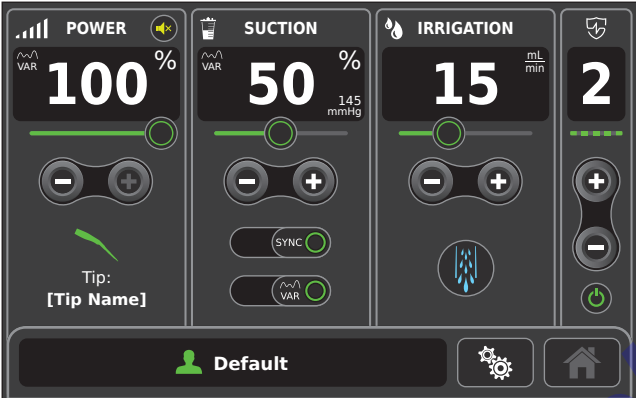 POWER
VAR
100
%
Tip:
[Tip Name]
SUCTION
VAR
50
%
145
mmHg
SYNC
VAR
IRRIGATION
15
mL
min
2
Default